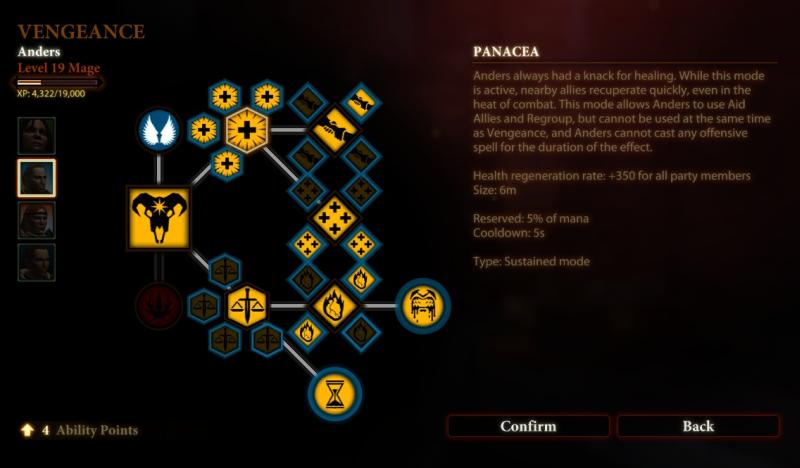 VENGEANCE
Anders
Level 19 Mage
XP: 4,322/19,000
PANACEA
Anders always had a knack for healing. While this mode
is active, nearby allies recuperate quickly, even in the
heat of combat. This mode allows Anders to use Aid
Allies and Regroup, but cannot be used at the same time
as Vengeance, and Anders cannot cast any offensive
spell for the duration of the effect.
Health regeneration rate: +350 for all party members
Size: 6m
Reserved: 5% of mana
Cooldown: 5s
Type: Sustained mode
4 Ability Points
Confirm
Back